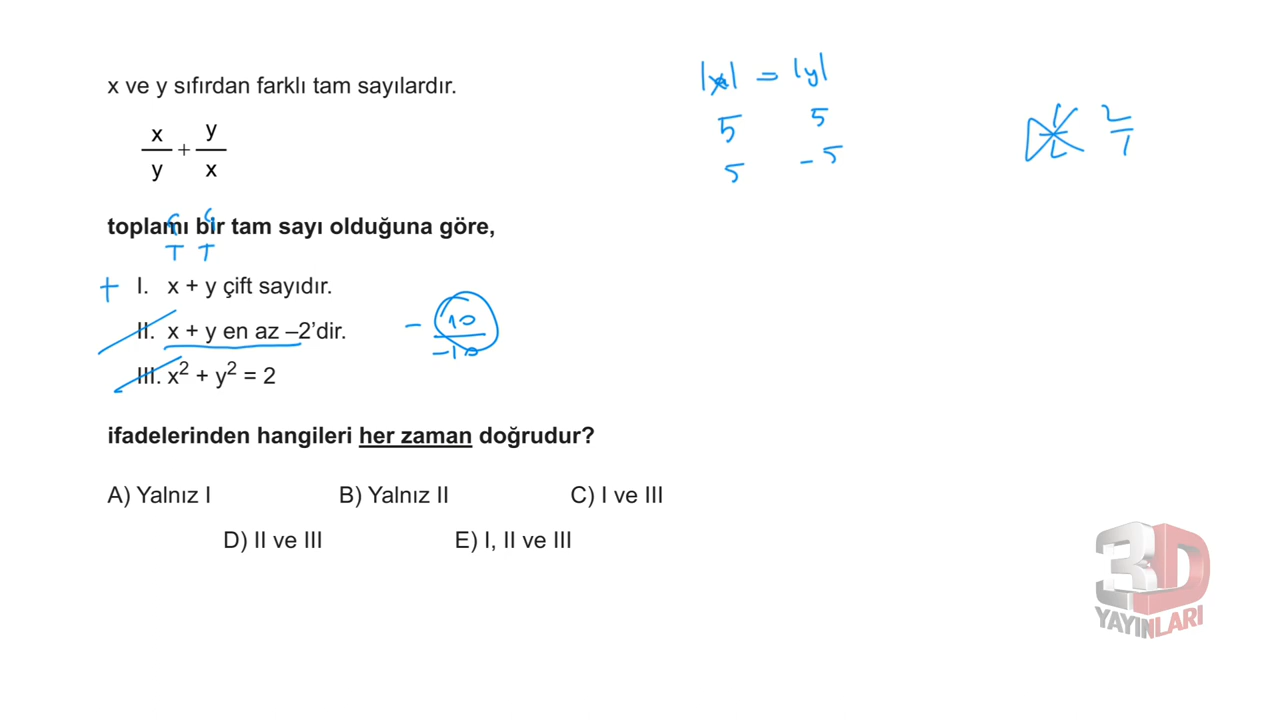 x ve y sıfırdan farklı tam sayılardır.
x/y + y/x
toplamı bir tam sayı olduğuna göre,
Ç Ç
T T
+ I. x + y çift sayıdır.
II. x + y en az –2’dir.
III. x² + y² = 2
ifadelerinden hangileri her zaman doğrudur?
A) Yalnız I B) Yalnız II C) I ve III
D) II ve III E) I, II ve III
|x| = |y|
5 5
5 -5
2/1
- 10
-10
3D
YAYINLARI